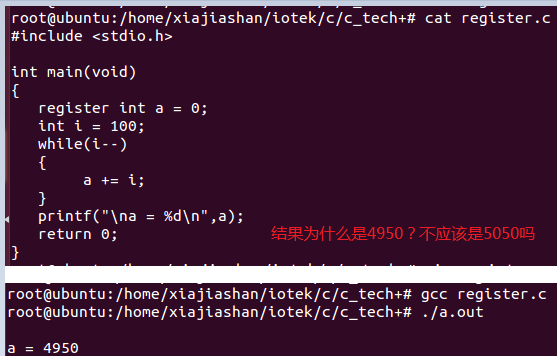 root@ubuntu:/home/xiajiashan/iotek/c/c_tech+# cat register.c
#include <stdio.h>
int main(void)
{
register int a = 0;
int i = 100;
while(i--)
{
a += i;
}
printf("\na = %d\n",a);
return 0;
结果为什么是4950？不应该是5050吗
}
root@ubuntu:/home/xiajiashan/iotek/c/c_tech+# gcc register.c
root@ubuntu:/home/xiajiashan/iotek/c/c_tech+# ./a.out
a = 4950